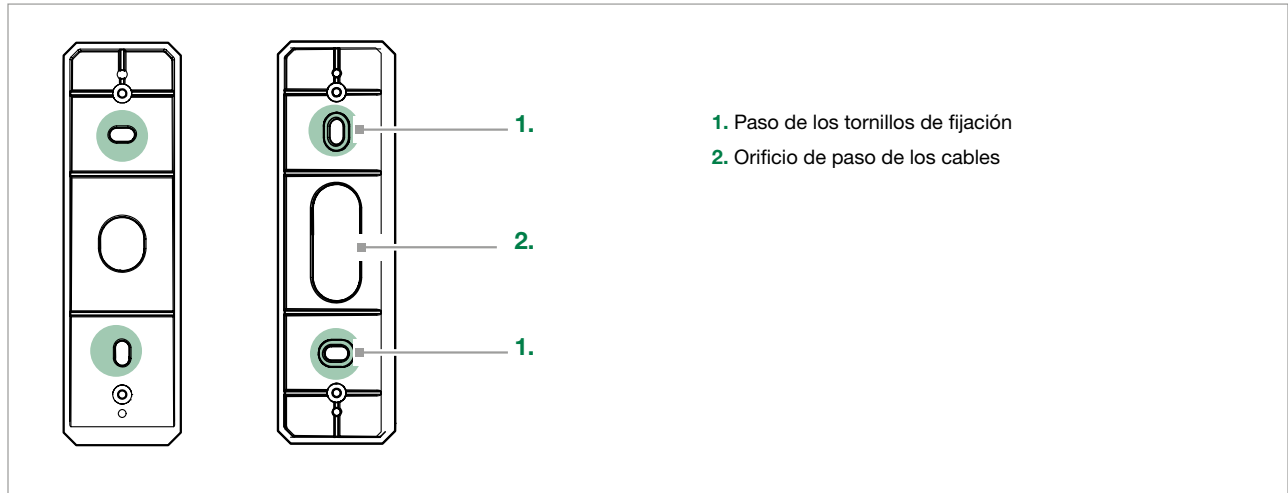 1.
2.
1.
1. Paso de los tornillos de fijación
2. Orificio de paso de los cables